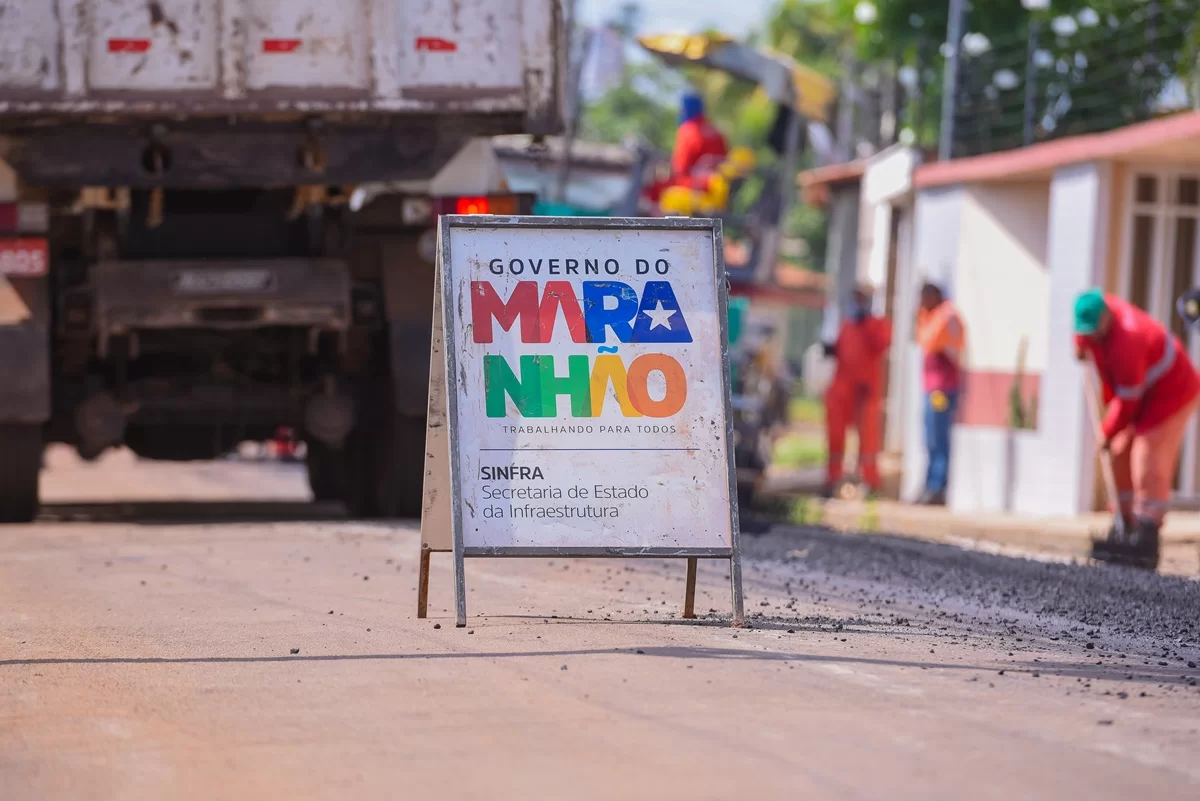 GOVERNO DO
MARA
NHÃO
TRABALHANDO PARA TODOS
SINFRA
Secretaria de Estado
da Infraestrutura